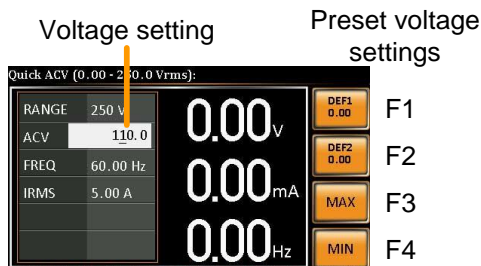 Voltage setting
Preset voltage
settings
Quick ACV (0.00 - 250.0 Vrms):
RANGE 250 V
ACV 110.0
FREQ 60.00 Hz
IRMS 5.00 A
0.00V
0.00mA
0.00Hz
DEF1
0.00
F1
DEF2
0.00
F2
MAX
F3
MIN
F4